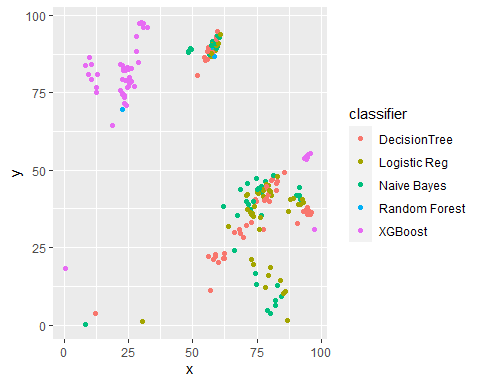 100
75
50
25
0
y
0
25
50
75
100
x
classifier
DecisionTree
Logistic Reg
Naive Bayes
Random Forest
XGBoost